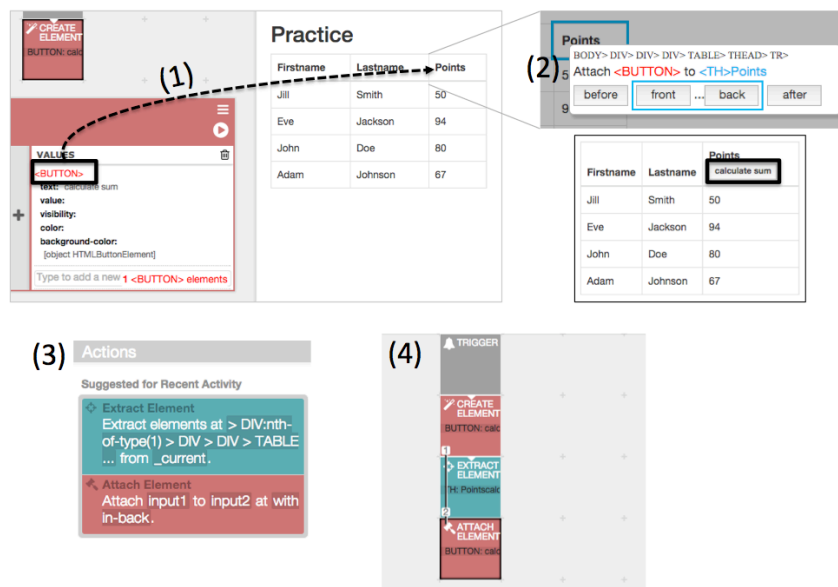 CREATE
ELEMENT
BUTTON: calc
(1)
VALUES
<BUTTON>
text: calculate sum
value:
visibility:
color:
background-color:
[object HTMLButtonElement]
Type to add a new 1 <BUTTON> elements
Practice
Firstname Lastname Points
Jill Smith 50
Eve Jackson 94
John Doe 80
Adam Johnson 67
(2)
Points
BODY> DIV> DIV> DIV> TABLE> THEAD> TR>
Attach <BUTTON> to <TH>Points
before front ... back after
5
9
Points
Firstname Lastname calculate sum
Jill Smith 50
Eve Jackson 94
John Doe 80
Adam Johnson 67
(3)
Actions
Suggested for Recent Activity
Extract Element
Extract elements at > DIV:nth-
of-type(1) > DIV > DIV > TABLE
... from _current.
Attach Element
Attach input1 to input2 at with
in-back.
(4)
TRIGGER
CREATE
ELEMENT
BUTTON: calc
1
EXTRACT
ELEMENT
TH: Pointscalc
2
ATTACH
ELEMENT
BUTTON: calc